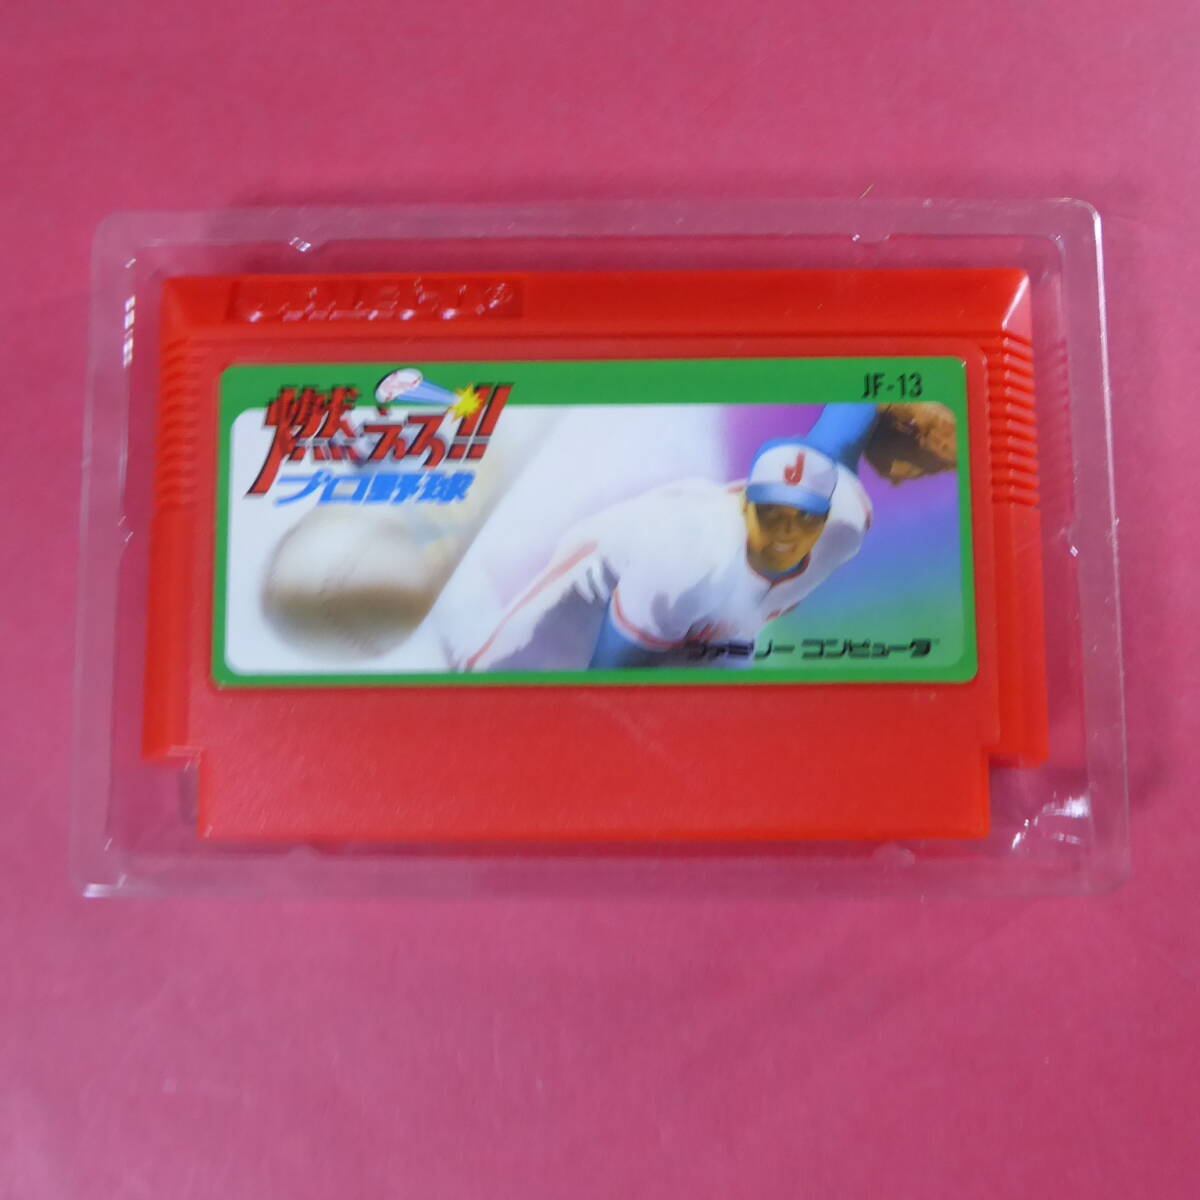 JF-13
燃えろ!!
プロ野球
J
ファミリー コンピュータ